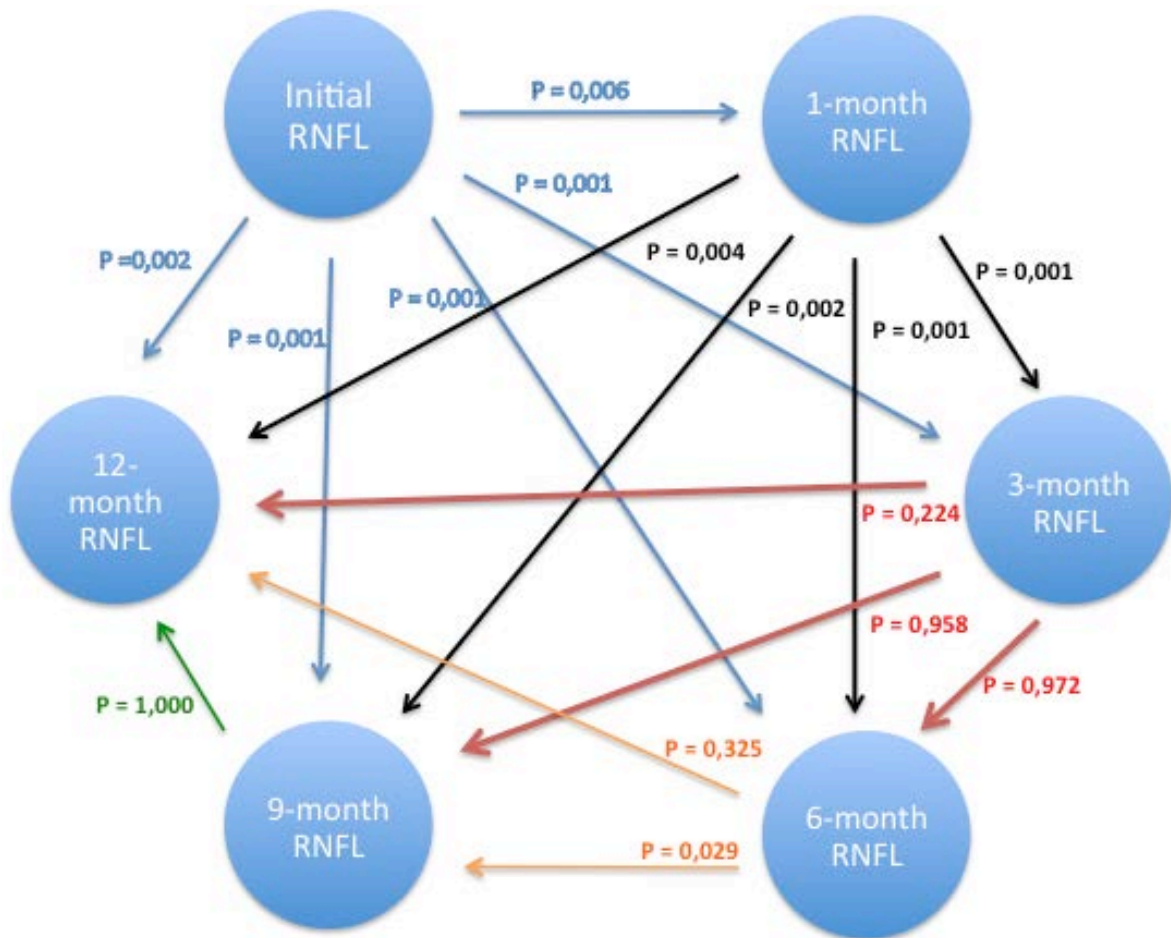 Initial
RNFL
P = 0,006
1-month
RNFL
P = 0,001
P =0,002
P = 0,004
P = 0,001
P = 0,001
P = 0,002
P = 0,001
P = 0,001
12-
month
RNFL
3-month
RNFL
P = 0,224
P = 0,958
P = 0,972
P = 1,000
P = 0,325
9-month
RNFL
6-month
RNFL
P = 0,029